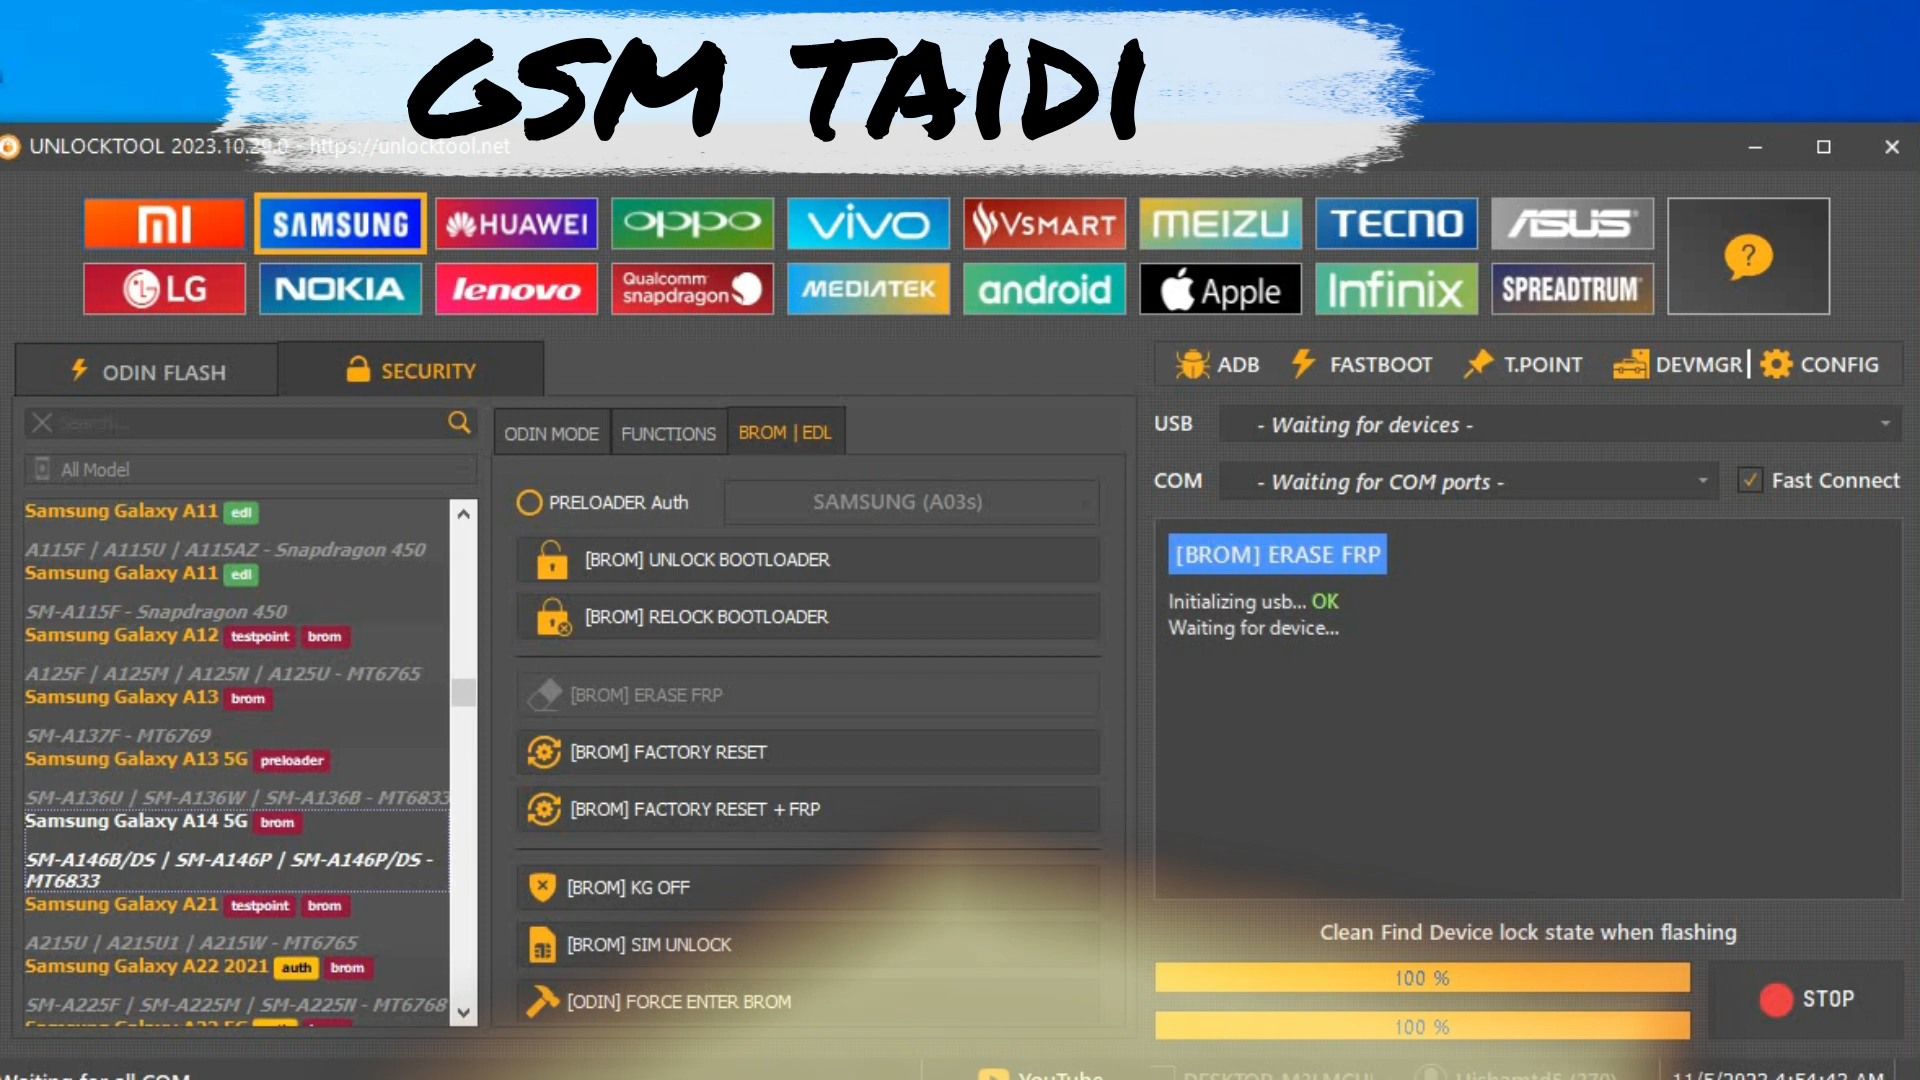 GSM TAIDI
UNLOCKTOOL 2023.10.29.0 - https://unlocktool.net
MI SAMSUNG HUAWEI oppo vivo VSMART MEIZU TECNO ASUS ?
LG NOKIA lenovo Qualcomm snapdragon MEDIATEK android Apple Infinix SPREADTRUM
ODIN FLASH SECURITY
ADB FASTBOOT T.POINT DEVMGR CONFIG
Search...
All Model
Samsung Galaxy A11 edl
A115F | A115U | A115AZ - Snapdragon 450
Samsung Galaxy A11 edl
SM-A115F - Snapdragon 450
Samsung Galaxy A12 testpoint brom
A125F | A125M | A125N | A125U - MT6765
Samsung Galaxy A13 brom
SM-A137F - MT6769
Samsung Galaxy A13 5G preloader
SM-A136U | SM-A136W | SM-A136B - MT6833
Samsung Galaxy A14 5G brom
SM-A146B/DS | SM-A146P | SM-A146P/DS -
MT6833
Samsung Galaxy A21 testpoint brom
A215U | A215U1 | A215W - MT6765
Samsung Galaxy A22 2021 auth brom
SM-A225F | SM-A225M | SM-A225N - MT6768
ODIN MODE FUNCTIONS BROM | EDL
PRELOADER Auth SAMSUNG (A03s)
[BROM] UNLOCK BOOTLOADER
[BROM] RELOCK BOOTLOADER
[BROM] ERASE FRP
[BROM] FACTORY RESET
[BROM] FACTORY RESET + FRP
[BROM] KG OFF
[BROM] SIM UNLOCK
[ODIN] FORCE ENTER BROM
USB - Waiting for devices -
COM - Waiting for COM ports - Fast Connect
[BROM] ERASE FRP
Initializing usb... OK
Waiting for device...
Clean Find Device lock state when flashing
100 %
100 %
STOP
YouTube